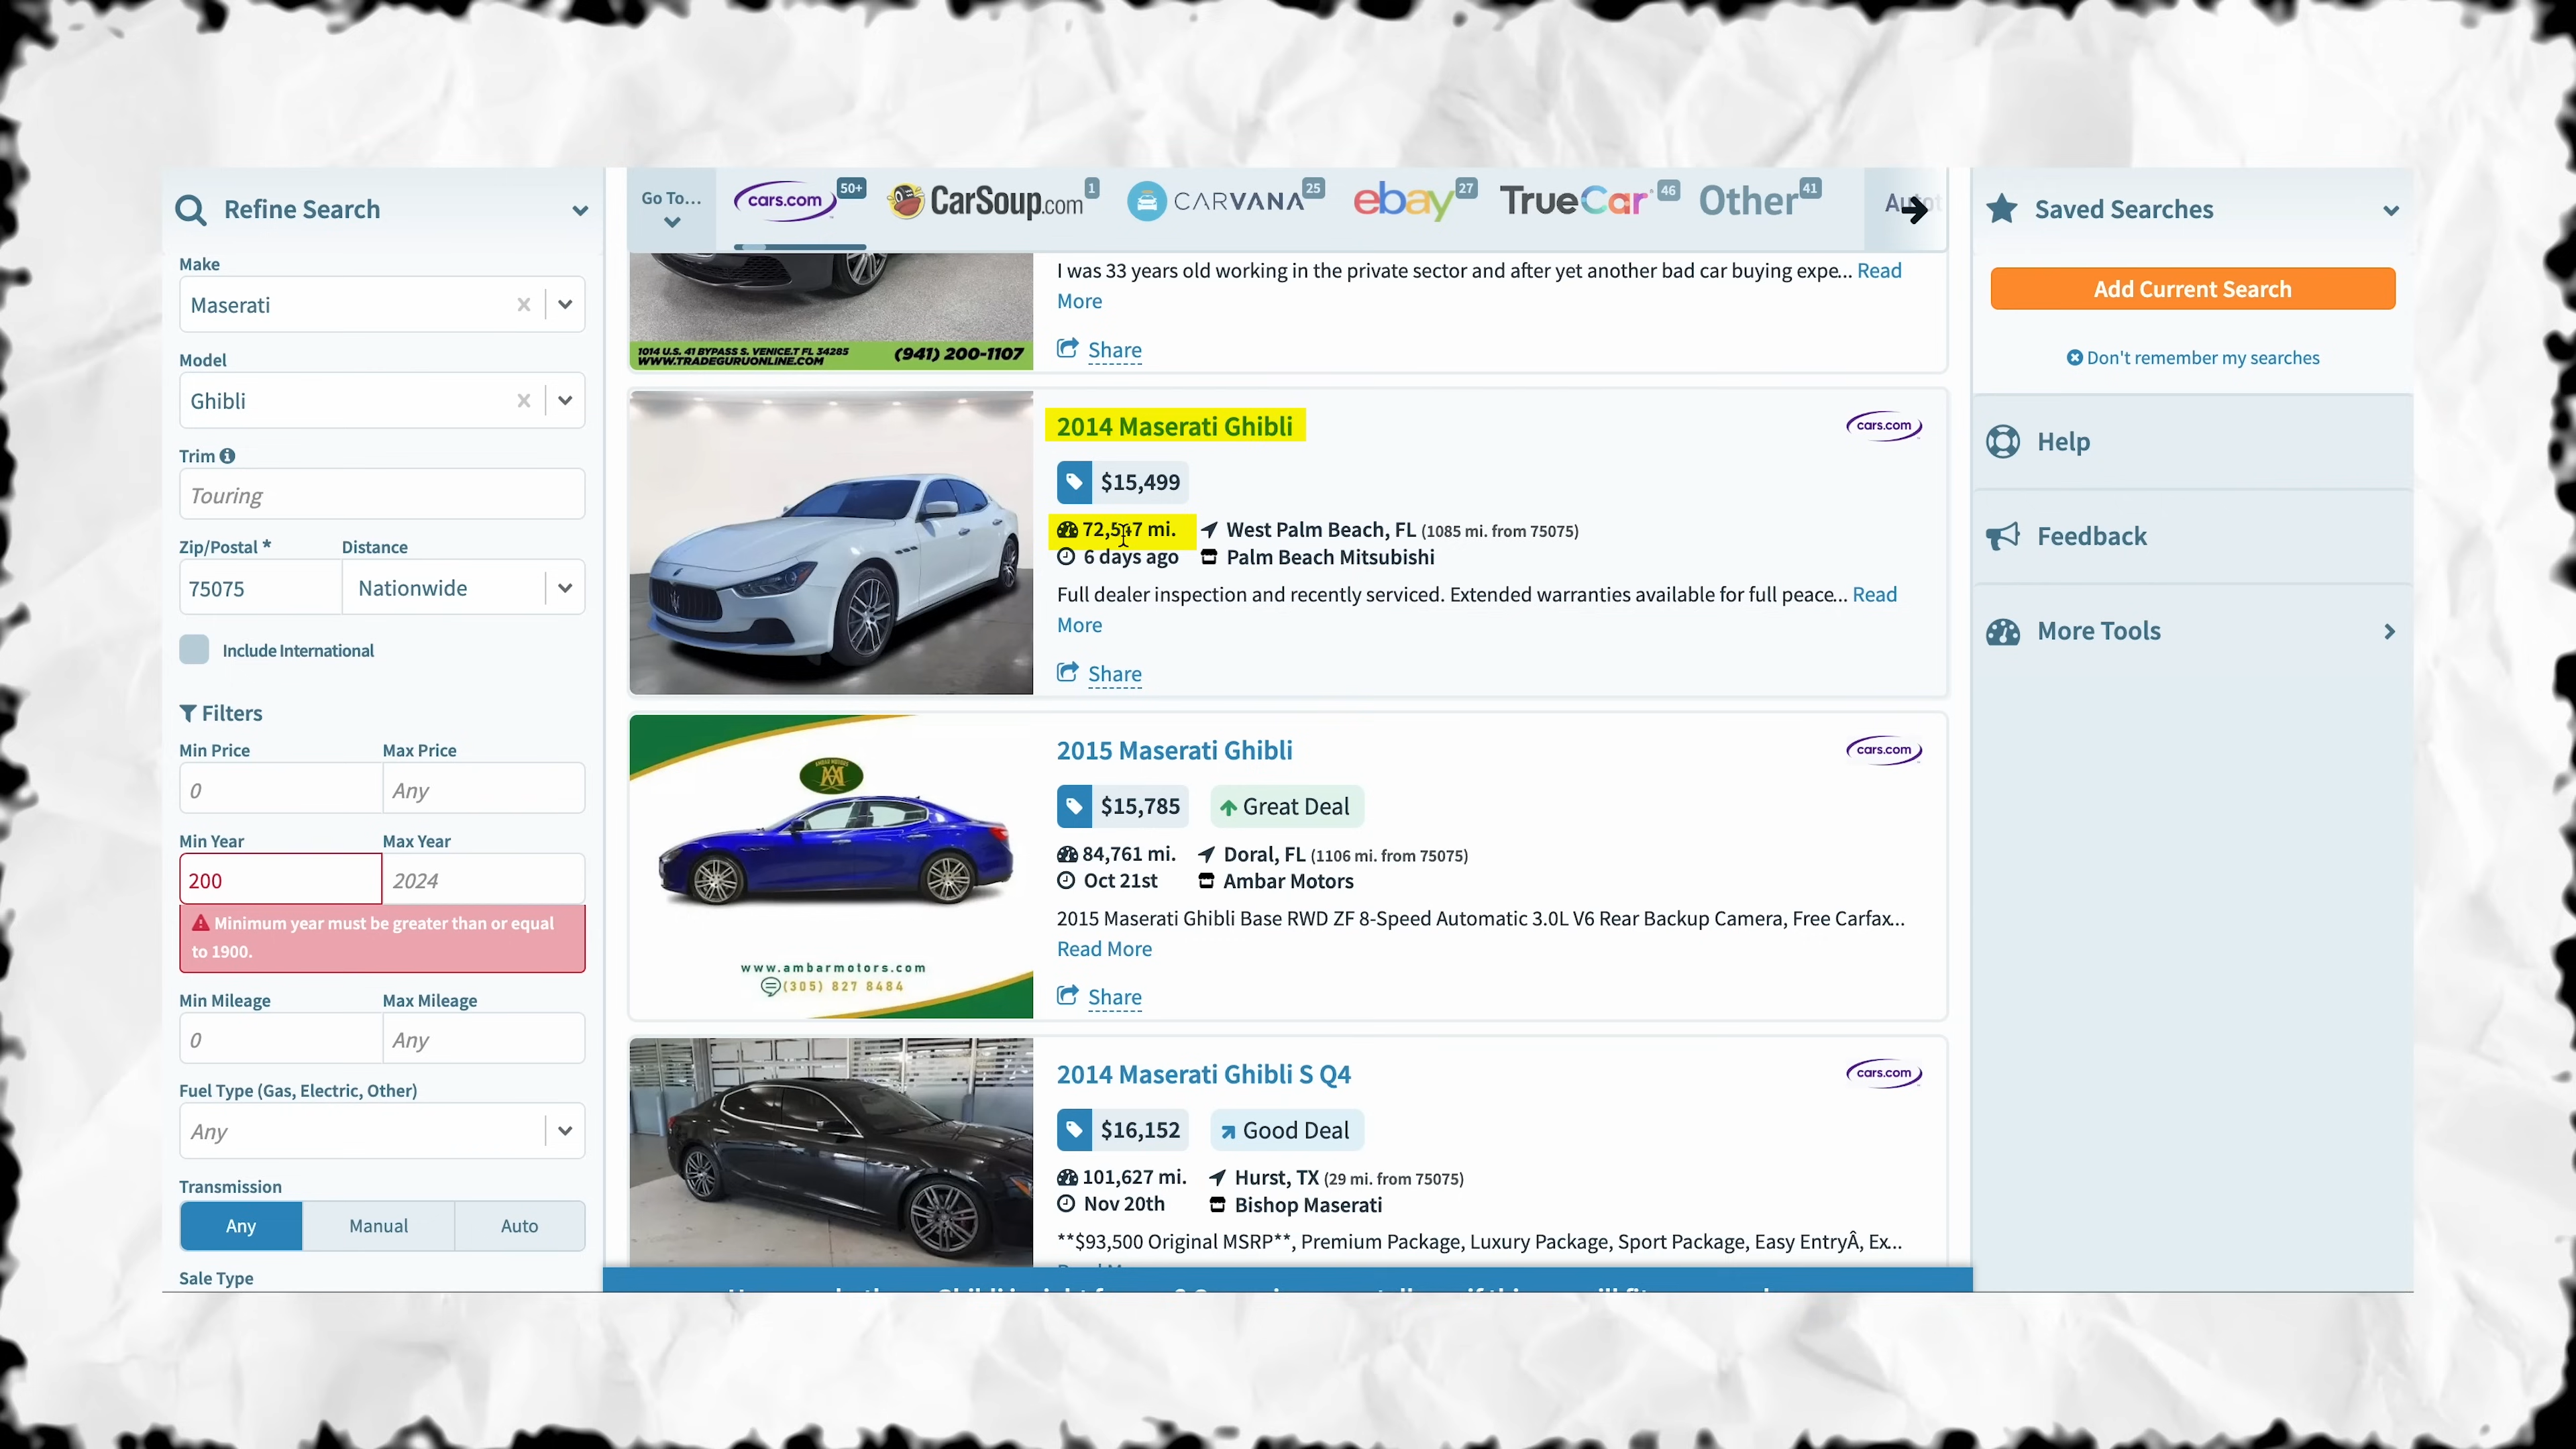 Refine Search
Make
Maserati
Model
Ghibli
Trim
Touring
Zip/Postal * Distance
75075 Nationwide
Include International
Filters
Min Price Max Price
0 Any
Min Year Max Year
200 2024
Minimum year must be greater than or equal
to 1900.
Min Mileage Max Mileage
0 Any
Fuel Type (Gas, Electric, Other)
Any
Transmission
Any Manual Auto
Sale Type
Go To... cars.com 50+ CarSoup.com 1 CARVANA 25 ebay 27 TrueCar 46 Other 41
I was 33 years old working in the private sector and after yet another bad car buying expe... Read
More
Share
1014 U.S. 41 BYPASS S. VENICE.T FL 34285
WWW.TRADEGURUONLINE.COM (941) 200-1107
2014 Maserati Ghibli cars.com
$15,499
mi. West Palm Beach, FL (1085 mi. from 75075)
6 days ago Palm Beach Mitsubishi
Full dealer inspection and recently serviced. Extended warranties available for full peace... Read
More
Share
AMBAR MOTORS
www.ambarmotors.com
(305) 827 8484
2015 Maserati Ghibli cars.com
$15,785 Great Deal
84,761 mi. Doral, FL (1106 mi. from 75075)
Oct 21st Ambar Motors
2015 Maserati Ghibli Base RWD ZF 8-Speed Automatic 3.0L V6 Rear Backup Camera, Free Carfax...
Read More
Share
2014 Maserati Ghibli S Q4 cars.com
$16,152 Good Deal
101,627 mi. Hurst, TX (29 mi. from 75075)
Nov 20th Bishop Maserati
**$93,500 Original MSRP**, Premium Package, Luxury Package, Sport Package, Easy EntryÂ, Ex...
Saved Searches
Add Current Search
Don't remember my searches
Help
Feedback
More Tools